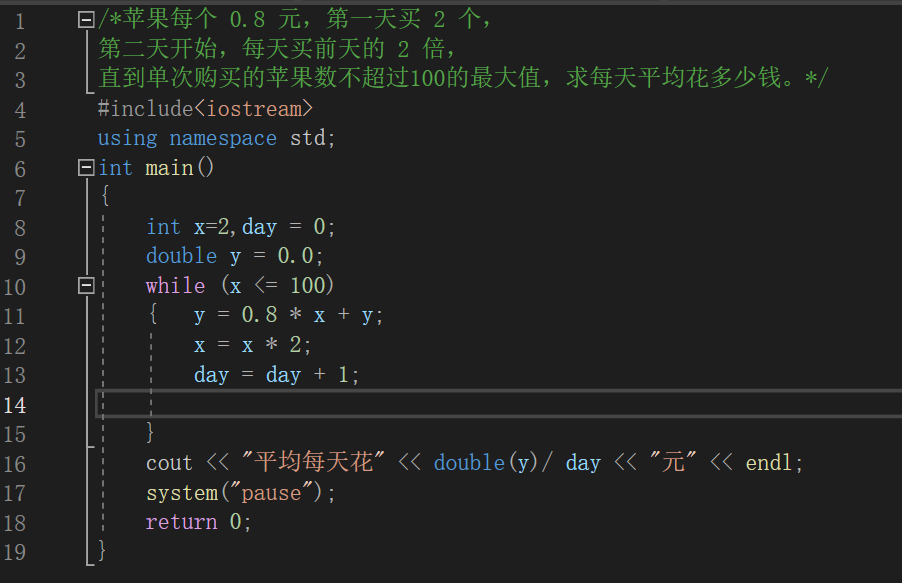 1 /*苹果每个 0.8 元，第一天买 2 个，
2 第二天开始，每天买前天的 2 倍，
3 直到单次购买的苹果数不超过100的最大值，求每天平均花多少钱。*/
4 #include<iostream>
5 using namespace std;
6 int main()
7 {
8 int x=2,day = 0;
9 double y = 0.0;
10 while (x <= 100)
11 { y = 0.8 * x + y;
12 x = x * 2;
13 day = day + 1;
14
15 }
16 cout << "平均每天花" << double(y)/ day << "元" << endl;
17 system("pause");
18 return 0;
19 }